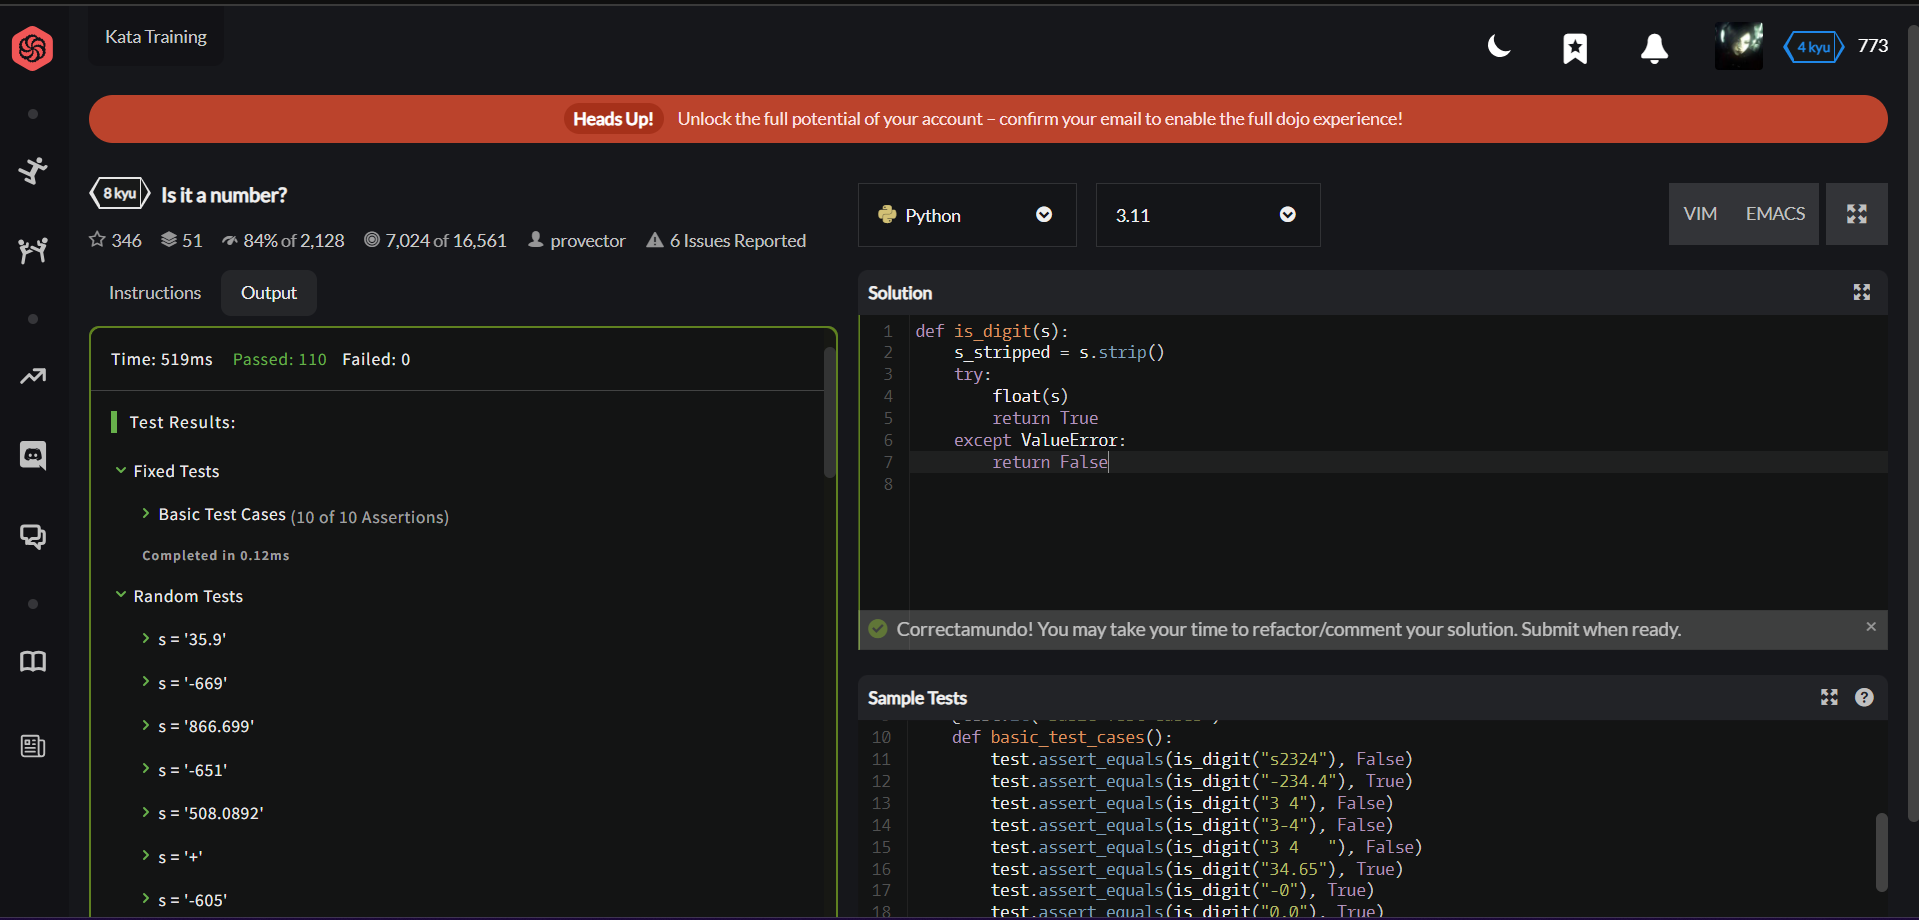 Kata Training
4 kyu 773
Heads Up! Unlock the full potential of your account – confirm your email to enable the full dojo experience!
8 kyu Is it a number?
346 51 84% of 2,128 7,024 of 16,561 provector 6 Issues Reported
Instructions Output
Time: 519ms Passed: 110 Failed: 0
Test Results:
Fixed Tests
Basic Test Cases (10 of 10 Assertions)
Completed in 0.12ms
Random Tests
s = '35.9'
s = '-669'
s = '866.699'
s = '-651'
s = '508.0892'
s = '+'
s = '-605'
Python 3.11 VIM EMACS
Solution
1 def is_digit(s):
2 s_stripped = s.strip()
3 try:
4 float(s)
5 return True
6 except ValueError:
7 return False
8
Correctamundo! You may take your time to refactor/comment your solution. Submit when ready. ×
Sample Tests ?
10 def basic_test_cases():
11 test.assert_equals(is_digit("s2324"), False)
12 test.assert_equals(is_digit("-234.4"), True)
13 test.assert_equals(is_digit("3 4"), False)
14 test.assert_equals(is_digit("3-4"), False)
15 test.assert_equals(is_digit("3 4   "), False)
16 test.assert_equals(is_digit("34.65"), True)
17 test.assert_equals(is_digit("-0"), True)
18 test.assert_equals(is_digit("0.0"), True)